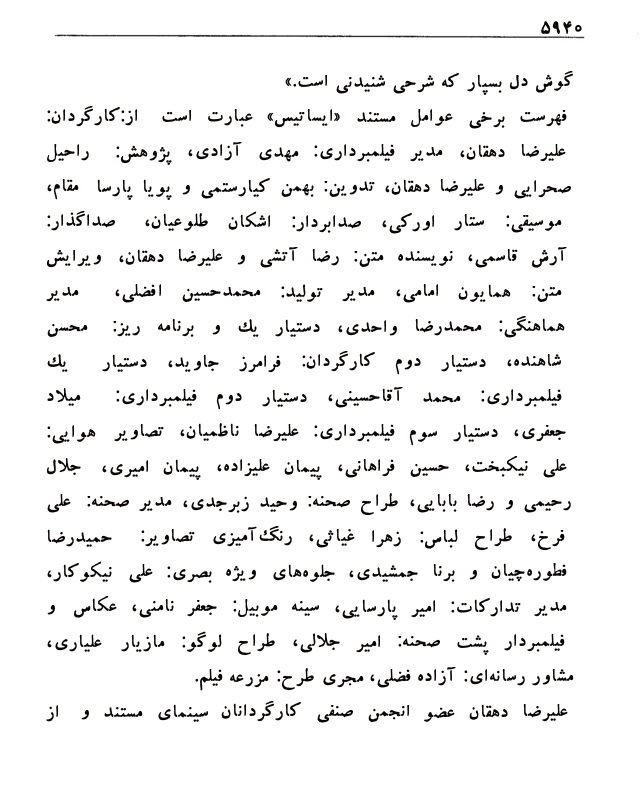 ۵۹۴۰
گوش دل بسپار که شرحی شنیدنی است.»
فهرست برخی عوامل مستند «ایساتیس» عبارت است از:کارگردان:
علیرضا دهقان، مدیر فیلمبرداری: مهدی آزادی، پژوهش: راحیل
صحرایی و علیرضا دهقان، تدوین: بهمن کیارستمی و پویا پارسا مقام،
موسیقی: ستار اورکی، صدابردار: اشکان طلوعیان، صداگذار:
آرش قاسمی، نویسنده متن: رضا آتشی و علیرضا دهقان، ویرایش
متن: همایون امامی، مدیر تولید: محمدحسین افضلی، مدیر
هماهنگی: محمدرضا واحدی، دستیار یك و برنامه ریز: محسن
شاهنده، دستیار دوم کارگردان: فرامرز جاوید، دستیار یك
فیلمبرداری: محمد آقاحسینی، دستیار دوم فیلمبرداری: میلاد
جعفری، دستیار سوم فیلمبرداری: علیرضا ناظمیان، تصاویر هوایی:
علی نیکبخت، حسین فراهانی، پیمان علیزاده، پیمان امیری، جلال
رحیمی و رضا بابایی، طراح صحنه: وحید زبرجدی، مدیر صحنه: علی
فرخ، طراح لباس: زهرا غیاثی، رنگ‌آمیزی تصاویر: حمیدرضا
فطوره‌چیان و برنا جمشیدی، جلوه‌های ویژه بصری: علی نیکوکار،
مدیر تدارکات: امیر پارسایی، سینه موبیل: جعفر نامنی، عکاس و
فیلمبردار پشت صحنه: امیر جلالی، طراح لوگو: مازیار علیاری،
مشاور رسانه‌ای: آزاده فضلی، مجری طرح: مزرعه فیلم.
علیرضا دهقان عضو انجمن صنفی کارگردانان سینمای مستند و از